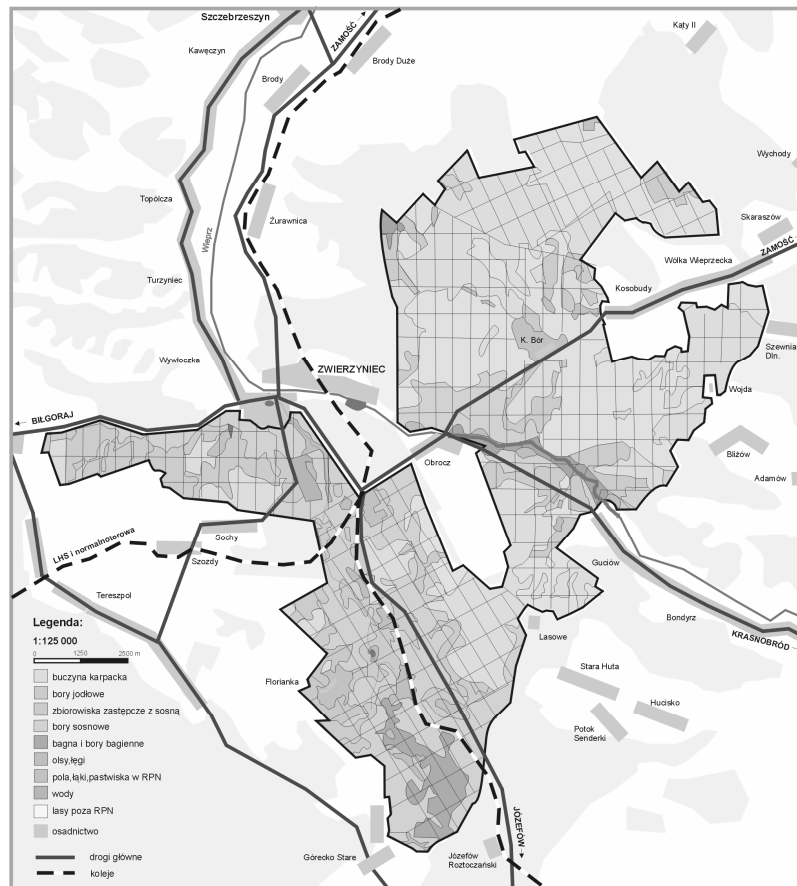 Szczebrzeszyn
ZAMOŚĆ
Kąty II
Kawęczyn
Brody Duże
Brody
Wychody
Topólcza
Żurawnica
Skaraszów
Wieprz
ZAMOŚĆ
Wólka Wieprzecka
Turzyniec
Kosobudy
K. Bór
Szewnia
Dln.
Wywłoczka
ZWIERZYNIEC
Wojda
BIŁGORAJ
Bliżów
Obrocz
Adamów
LHS i normalnotorowa
Sochy
Szozdy
Guciów
Tereszpol
Bondyrz
KRASNOBRÓD
Lasowe
Florianka
Stara Huta
Hucisko
Potok
Senderki
JÓZEFÓW
Górecko Stare
Józefów
Roztoczański
Legenda:
1:125 000
0 1250 2500 m
buczyna karpacka
bory jodłowe
zbiorowiska zastępcze z sosną
bory sosnowe
bagna i bory bagienne
olsy,łęgi
pola,łąki,pastwiska w RPN
wody
lasy poza RPN
osadnictwo
drogi główne
koleje